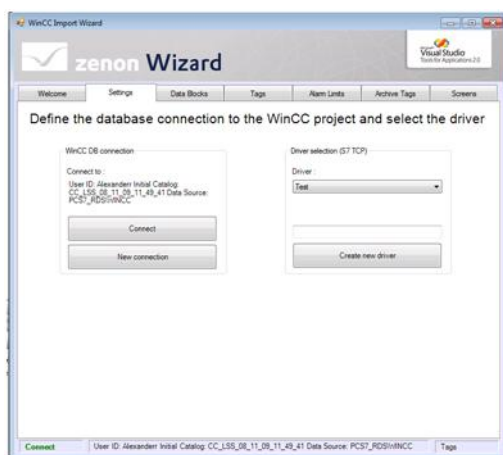 WinCC Import Wizard
zenon Wizard
Visual Studio
Tools for Applications 2.0
Welcome
Settings
Data Blocks
Tags
Alarm Limits
Archive Tags
Screens
Define the database connection to the WinCC project and select the driver
WinCC DB connection
Connect to :
User ID: Alexanderr Initial Catalog:
CC_LSS_08_11_09_11_49_41 Data Source:
PCS7_RDS\WINCC
Connect
New connection
Driver selection (S7 TCP)
Driver :
Test
Create new driver
Connect
User ID: Alexanderr Initial Catalog: CC_LSS_08_11_09_11_49_41 Data Source: PCS7_RDS\WINCC
Tags